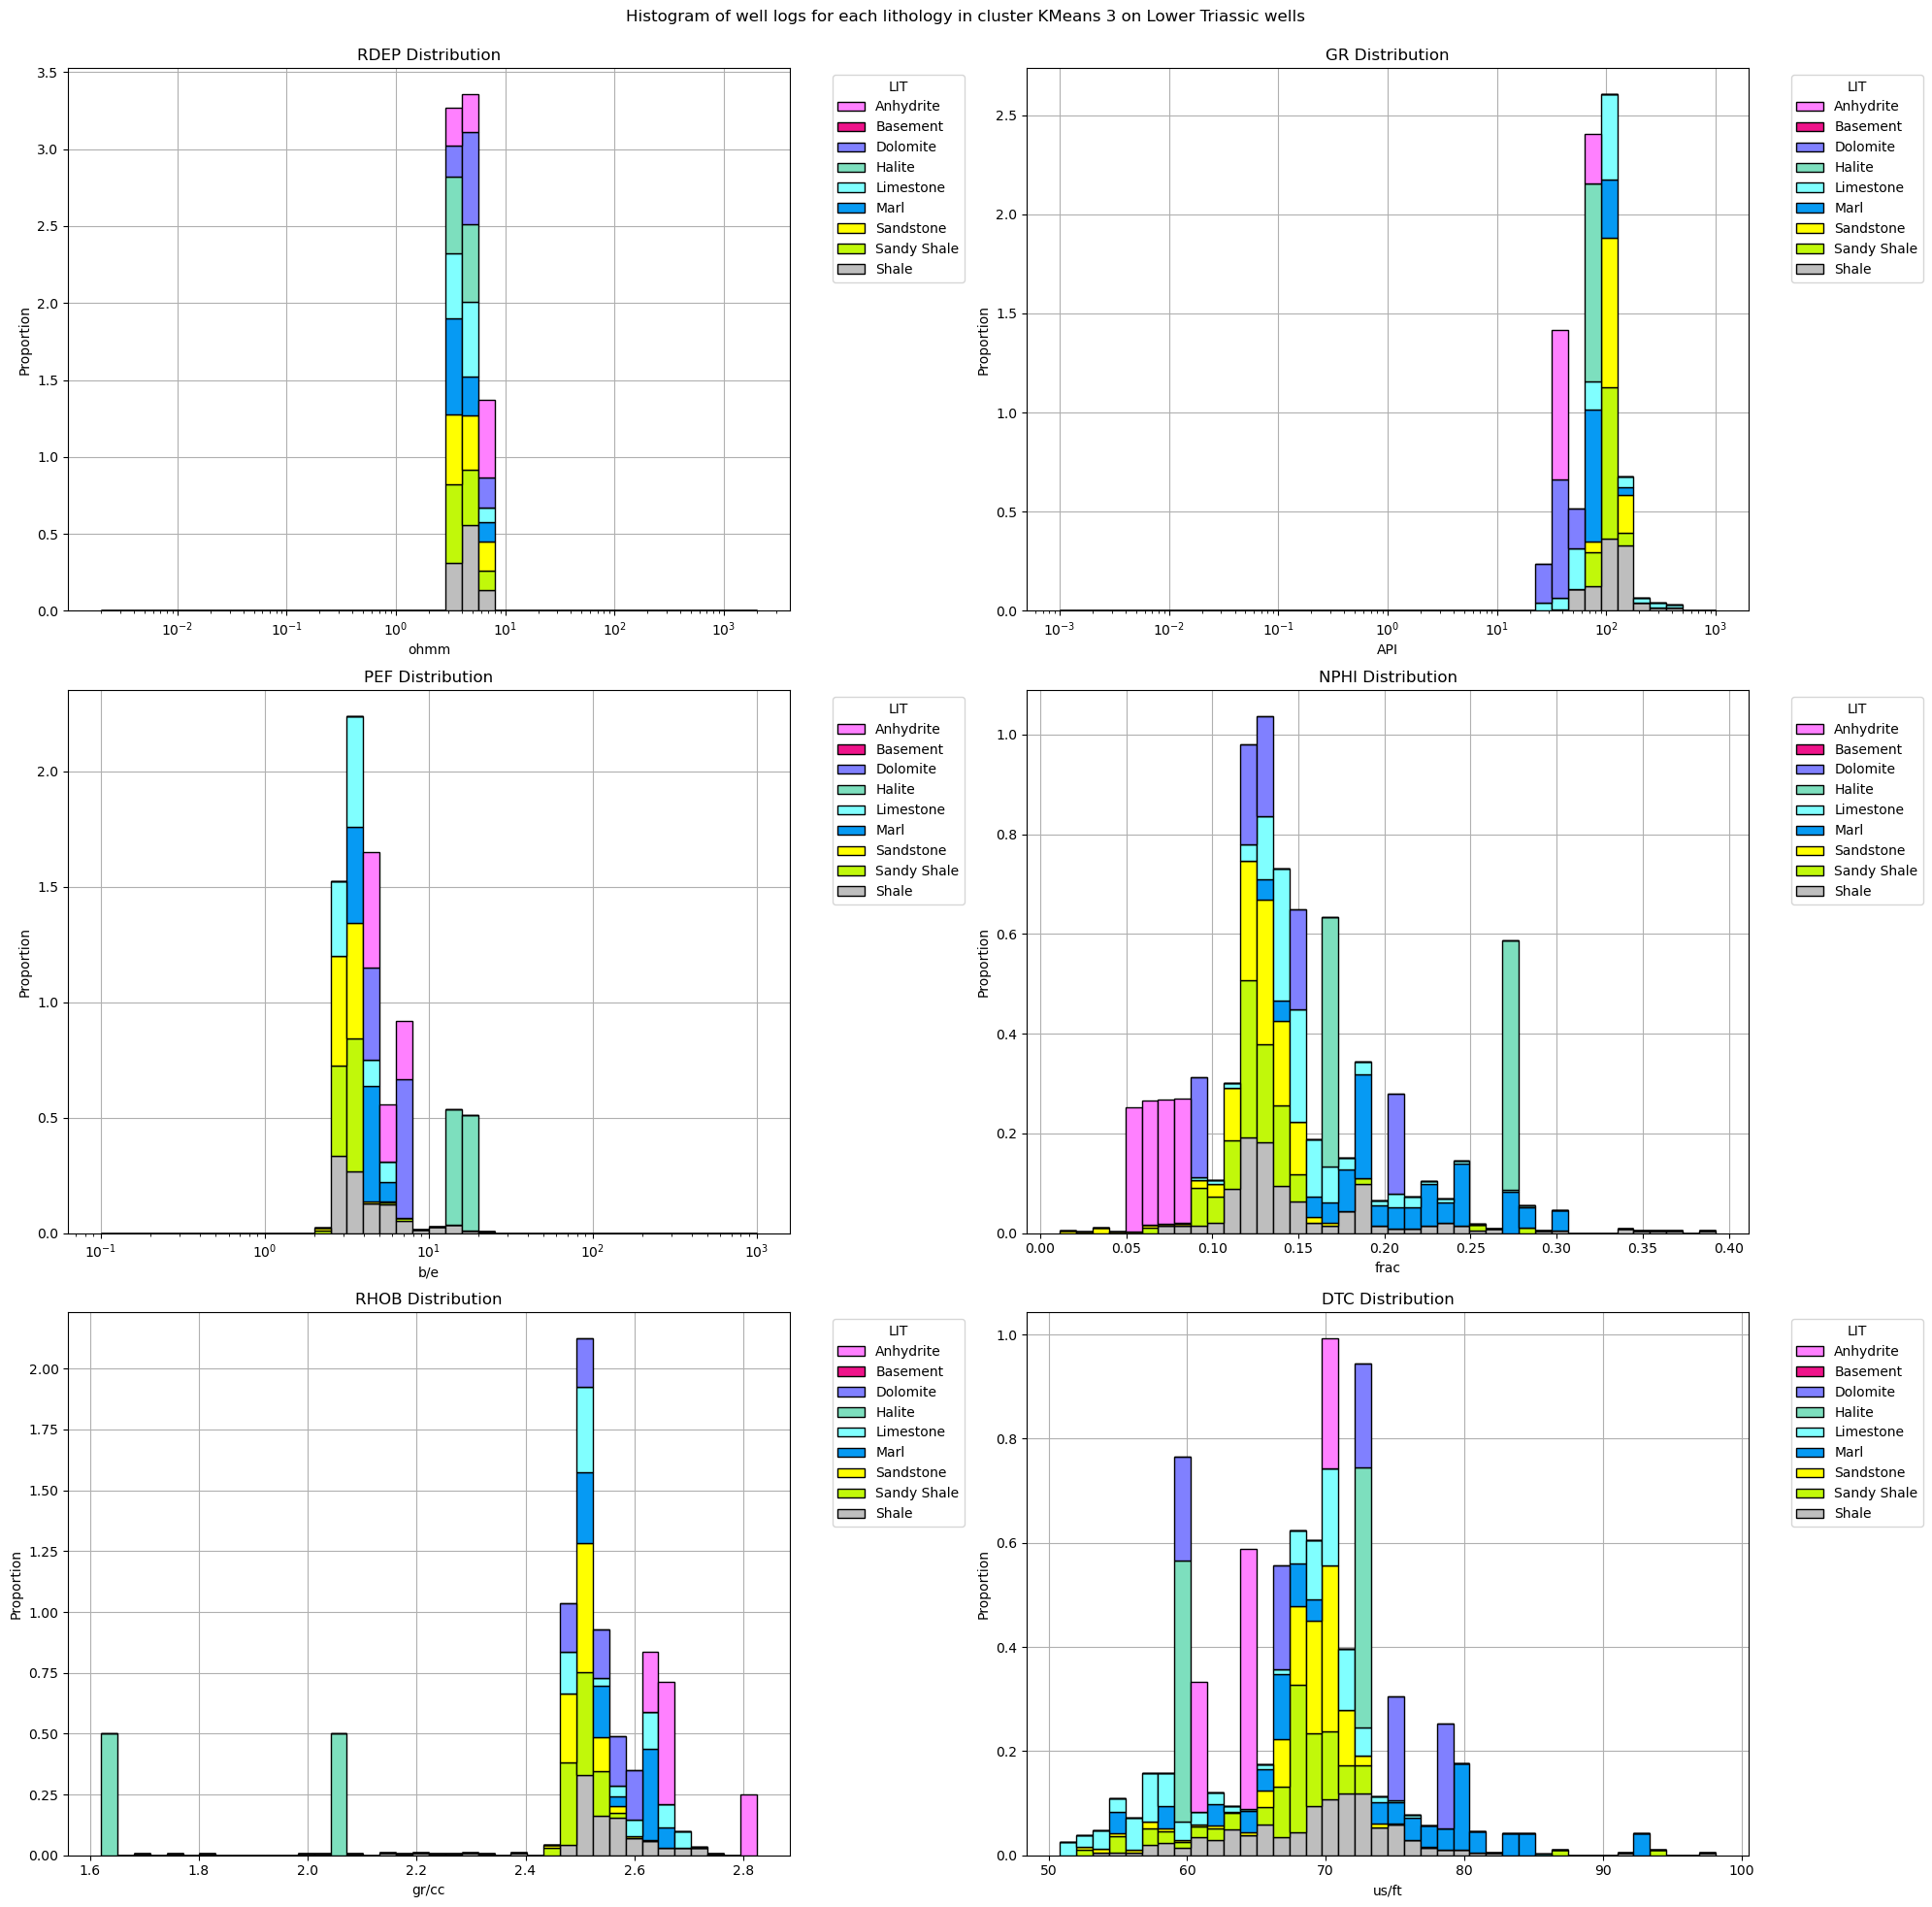 Histogram of well logs for each lithology in cluster KMeans 3 on Lower Triassic wells
RDEP Distribution
3.5
3.0
2.5
2.0
1.5
1.0
0.5
0.0
Proportion
10⁻² 10⁻¹ 10⁰ 10¹ 10² 10³
ohmm
LIT
Anhydrite
Basement
Dolomite
Halite
Limestone
Marl
Sandstone
Sandy Shale
Shale
GR Distribution
2.5
2.0
1.5
1.0
0.5
0.0
Proportion
10⁻³ 10⁻² 10⁻¹ 10⁰ 10¹ 10² 10³
API
LIT
Anhydrite
Basement
Dolomite
Halite
Limestone
Marl
Sandstone
Sandy Shale
Shale
PEF Distribution
2.0
1.5
1.0
0.5
0.0
Proportion
10⁻¹ 10⁰ 10¹ 10² 10³
b/e
LIT
Anhydrite
Basement
Dolomite
Halite
Limestone
Marl
Sandstone
Sandy Shale
Shale
NPHI Distribution
1.0
0.8
0.6
0.4
0.2
0.0
Proportion
0.00 0.05 0.10 0.15 0.20 0.25 0.30 0.35 0.40
frac
LIT
Anhydrite
Basement
Dolomite
Halite
Limestone
Marl
Sandstone
Sandy Shale
Shale
RHOB Distribution
2.00
1.75
1.50
1.25
1.00
0.75
0.50
0.25
0.00
Proportion
1.6 1.8 2.0 2.2 2.4 2.6 2.8
gr/cc
LIT
Anhydrite
Basement
Dolomite
Halite
Limestone
Marl
Sandstone
Sandy Shale
Shale
DTC Distribution
1.0
0.8
0.6
0.4
0.2
0.0
Proportion
50 60 70 80 90 100
us/ft
LIT
Anhydrite
Basement
Dolomite
Halite
Limestone
Marl
Sandstone
Sandy Shale
Shale